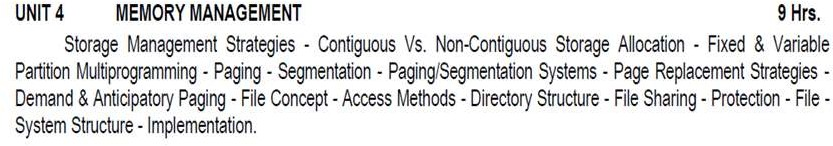 UNIT 4 MEMORY MANAGEMENT 9 Hrs.
Storage Management Strategies - Contiguous Vs. Non-Contiguous Storage Allocation - Fixed & Variable
Partition Multiprogramming - Paging - Segmentation - Paging/Segmentation Systems - Page Replacement Strategies -
Demand & Anticipatory Paging - File Concept - Access Methods - Directory Structure - File Sharing - Protection - File -
System Structure - Implementation.